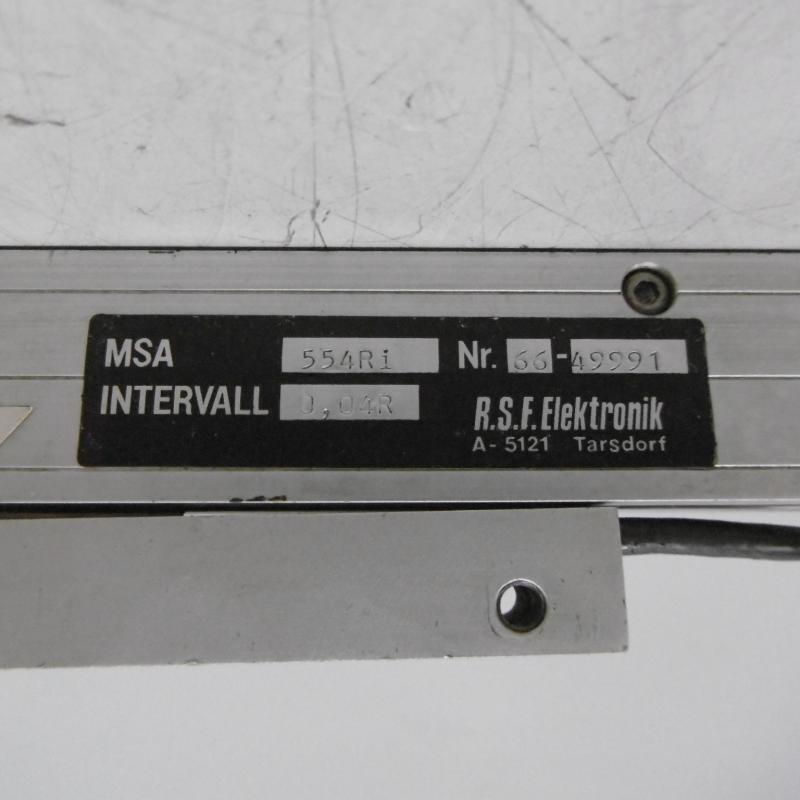 MSA 554Ri Nr. 66-49991
INTERVALL 0,04R
R.S.F. Elektronik
A- 5121 Tarsdorf